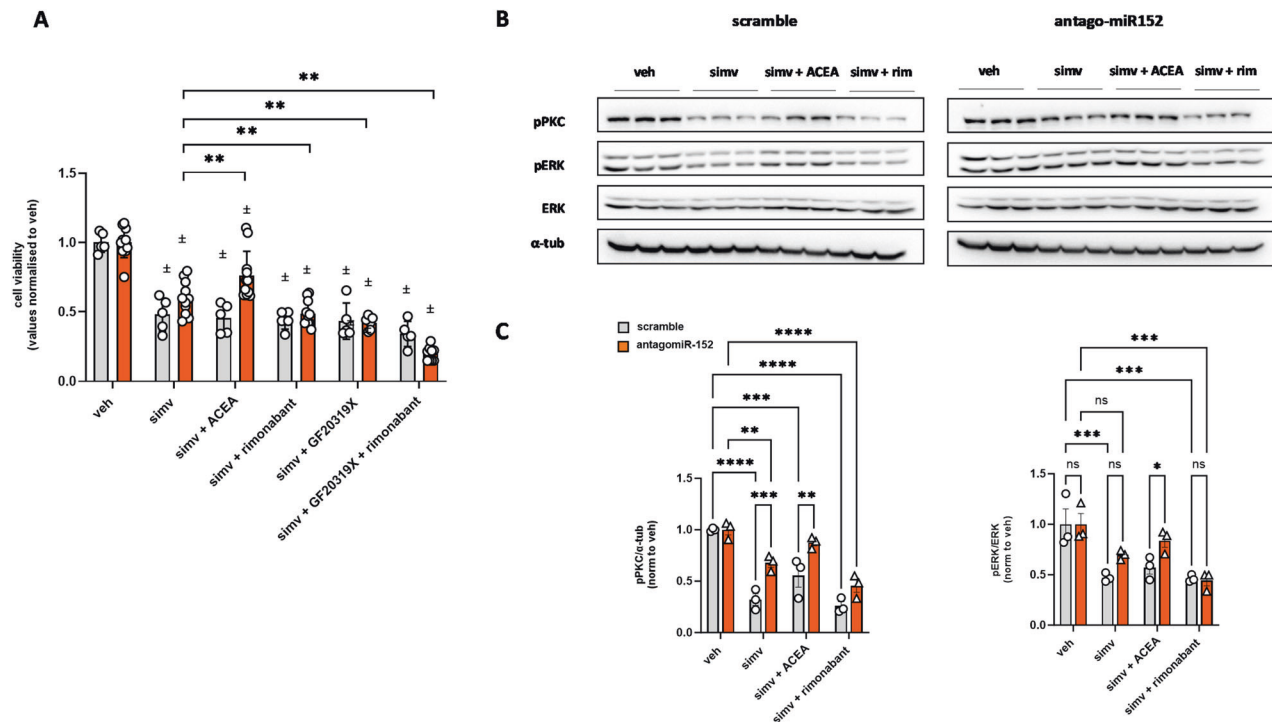 A
**
**
**
**
cell viability
(values normalised to veh)
1.5
1.0
0.5
0.0
±
±
±
±
±
±
±
±
±
±
veh
simv
simv + ACEA
simv + rimonabant
simv + GF20319X
simv + GF20319X + rimonabant
B
scramble
antago-miR152
veh
simv
simv + ACEA
simv + rim
veh
simv
simv + ACEA
simv + rim
pPKC
pERK
ERK
α-tub
C
scramble
antagomiR-152
****
****
***
**
****
***
**
pPKC/α-tub
(norm to veh)
1.5
1.0
0.5
0.0
veh
simv
simv + ACEA
simv + rimonabant
***
***
ns
***
ns
ns
*
ns
pERK/ERK
(norm to veh)
1.5
1.0
0.5
0.0
veh
simv
simv + ACEA
simv + rimonabant